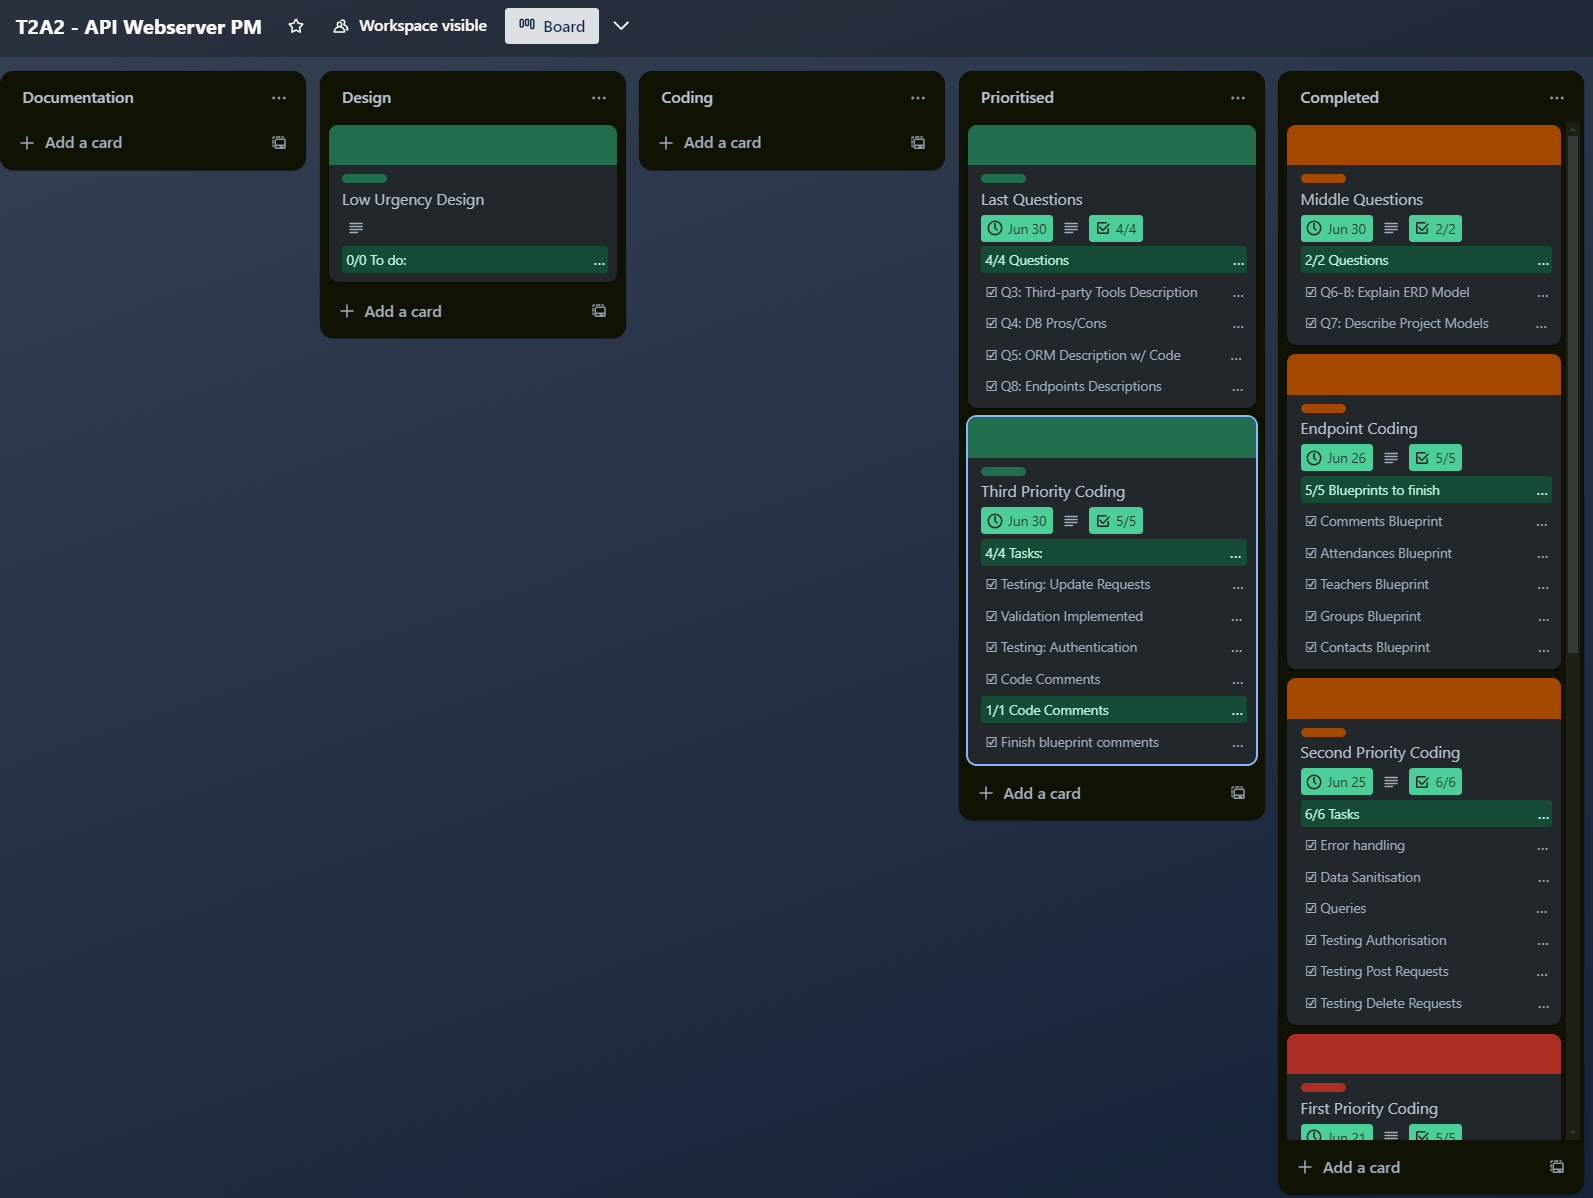 T2A2 - API Webserver PM
Workspace visible
Board
Documentation
Add a card
Design
Low Urgency Design
0/0 To do:
...
Add a card
Coding
Add a card
Prioritised
Last Questions
Jun 30
4/4
4/4 Questions
...
Q3: Third-party Tools Description
...
Q4: DB Pros/Cons
...
Q5: ORM Description w/ Code
...
Q8: Endpoints Descriptions
...
Third Priority Coding
Jun 30
5/5
4/4 Tasks:
...
Testing: Update Requests
...
Validation Implemented
...
Testing: Authentication
...
Code Comments
...
1/1 Code Comments
...
Finish blueprint comments
...
Add a card
Completed
Middle Questions
Jun 30
2/2
2/2 Questions
...
Q6-B: Explain ERD Model
...
Q7: Describe Project Models
...
Endpoint Coding
Jun 26
5/5
5/5 Blueprints to finish
...
Comments Blueprint
...
Attendances Blueprint
...
Teachers Blueprint
...
Groups Blueprint
...
Contacts Blueprint
...
Second Priority Coding
Jun 25
6/6
6/6 Tasks
...
Error handling
...
Data Sanitisation
...
Queries
...
Testing Authorisation
...
Testing Post Requests
...
Testing Delete Requests
...
First Priority Coding
Jun 21
5/5
Add a card